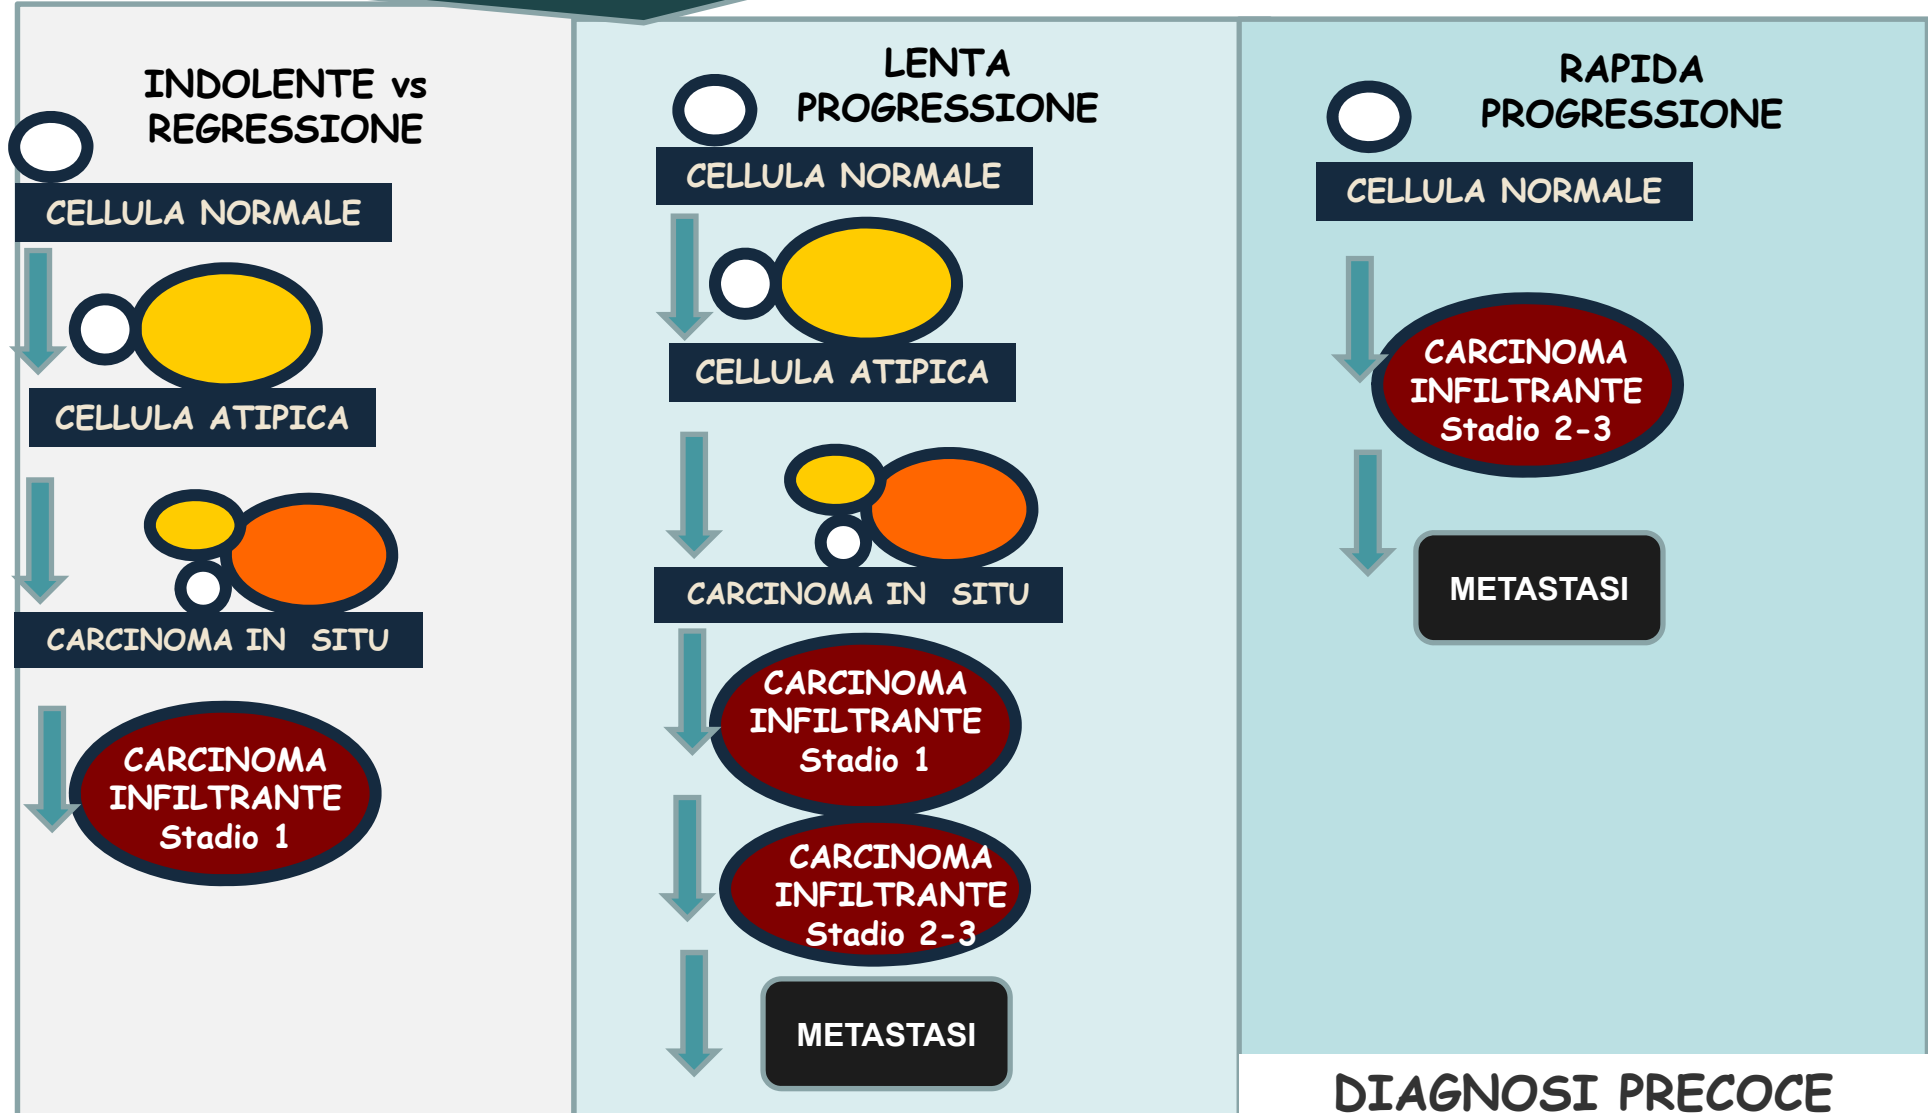 INDOLENTE vs
REGRESSIONE
CELLULA NORMALE
CELLULA ATIPICA
CARCINOMA IN SITU
CARCINOMA
INFILTRANTE
Stadio 1
LENTA
PROGRESSIONE
CELLULA NORMALE
CELLULA ATIPICA
CARCINOMA IN SITU
CARCINOMA
INFILTRANTE
Stadio 1
CARCINOMA
INFILTRANTE
Stadio 2-3
METASTASI
RAPIDA
PROGRESSIONE
CELLULA NORMALE
CARCINOMA
INFILTRANTE
Stadio 2-3
METASTASI
DIAGNOSI PRECOCE